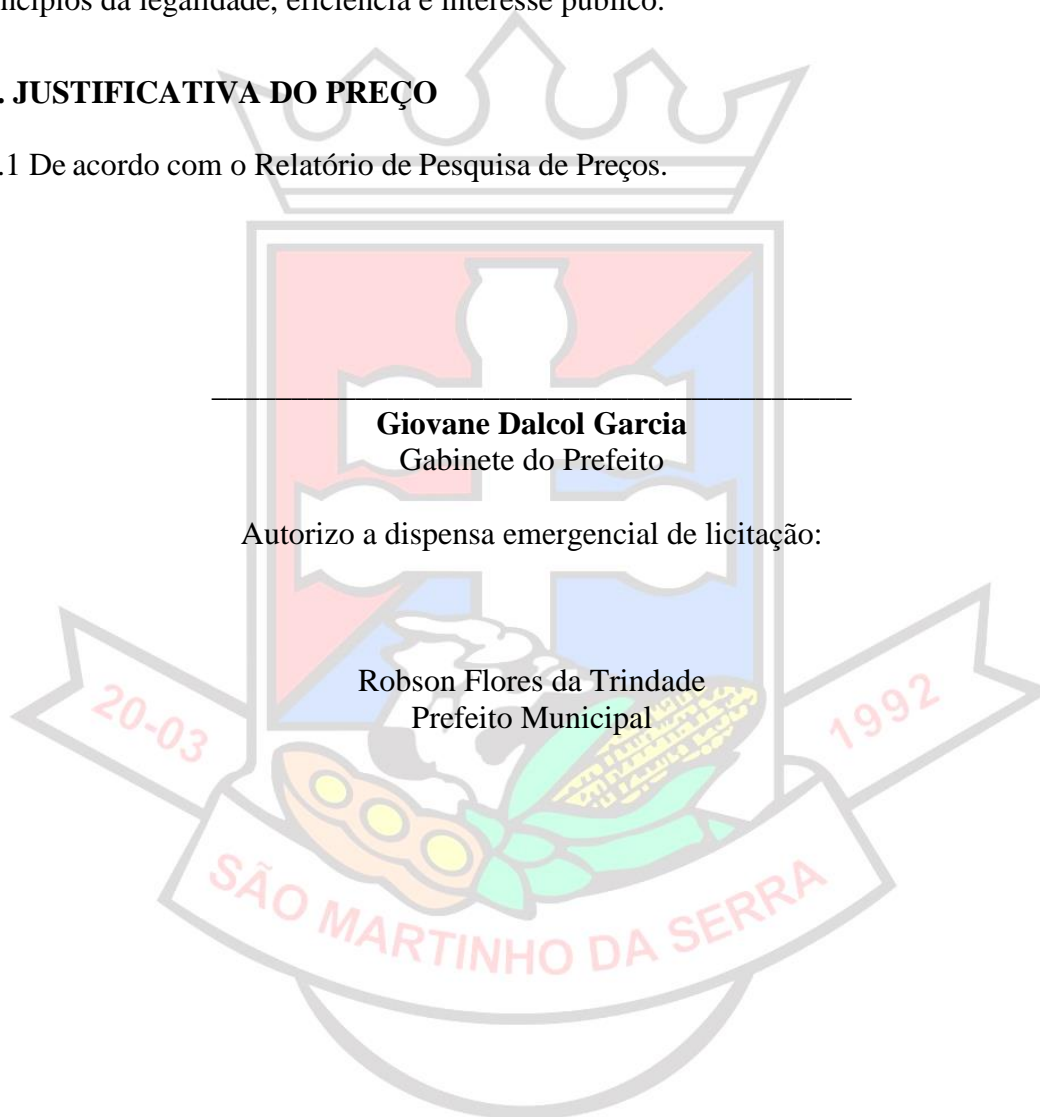 da legalidade, eficiência e interesse público.
. JUSTIFICATIVA DO PREÇO
.1 De acordo com o Relatório de Pesquisa de Preços.
Giovane Dalcol Garcia
Gabinete do Prefeito
Autorizo a dispensa emergencial de licitação:
Robson Flores da Trindade
Prefeito Municipal
20-03
1992
SÃO MARTINHO DA SERRA